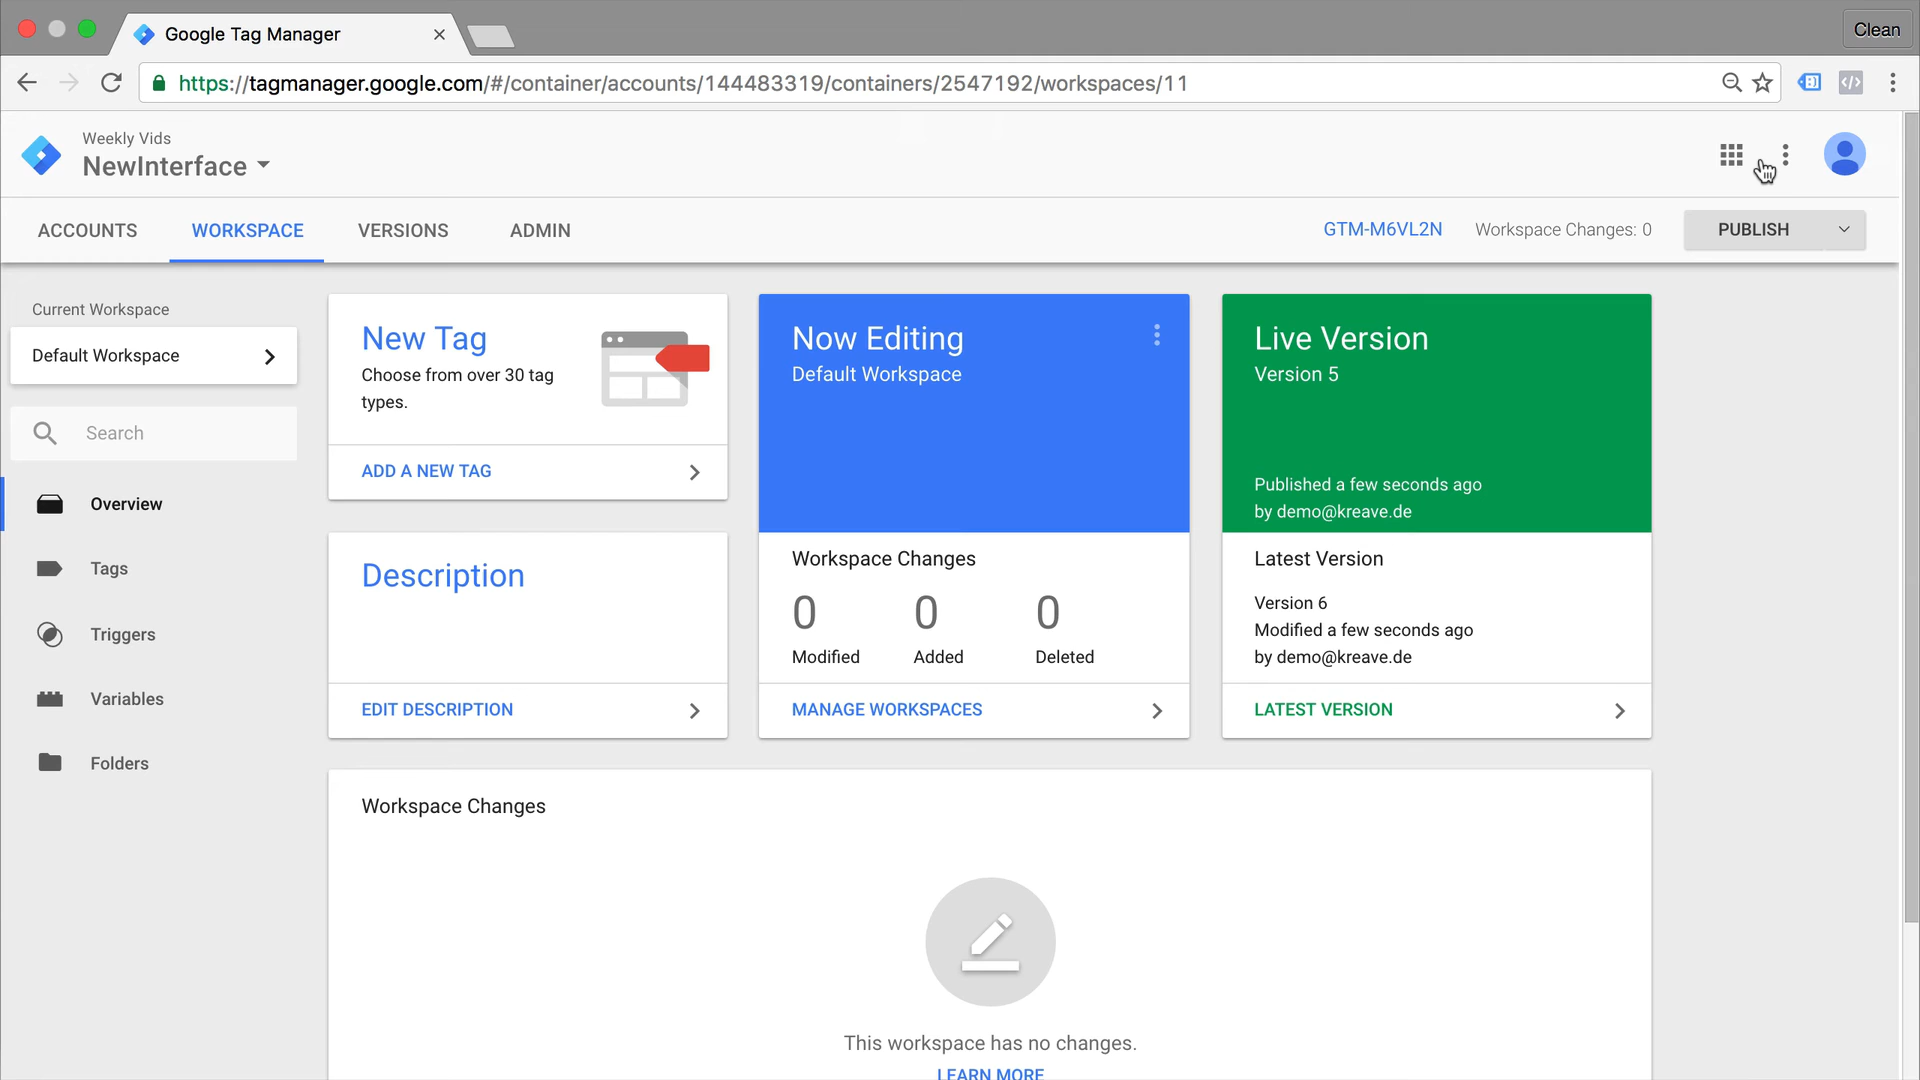 Google Tag Manager
Clean
https://tagmanager.google.com/#/container/accounts/144483319/containers/2547192/workspaces/11
Weekly Vids
NewInterface
ACCOUNTS
WORKSPACE
VERSIONS
ADMIN
GTM-M6VL2N
Workspace Changes: 0
PUBLISH
Current Workspace
Default Workspace
Search
Overview
Tags
Triggers
Variables
Folders
New Tag
Choose from over 30 tag
types.
ADD A NEW TAG
Description
EDIT DESCRIPTION
Now Editing
Default Workspace
Workspace Changes
0
Modified
0
Added
0
Deleted
MANAGE WORKSPACES
Live Version
Version 5
Published a few seconds ago
by demo@kreave.de
Latest Version
Version 6
Modified a few seconds ago
by demo@kreave.de
LATEST VERSION
Workspace Changes
This workspace has no changes.
LEARN MORE